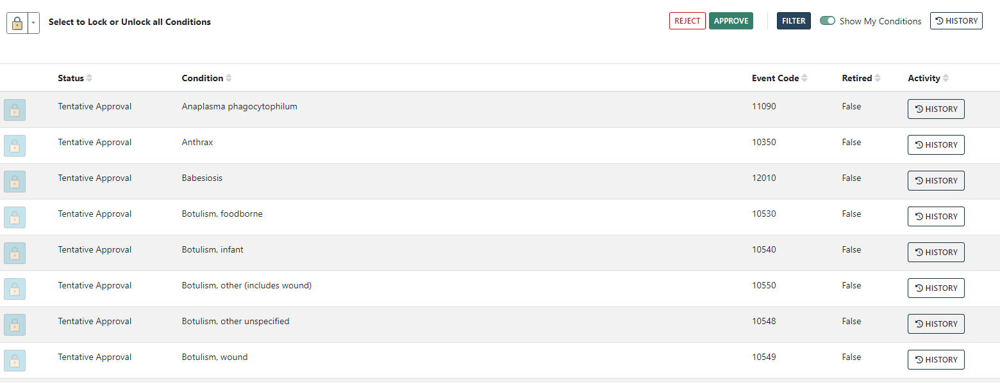 Select to Lock or Unlock all Conditions REJECT APPROVE FILTER Show My Conditions HISTORY
Status Condition Event Code Retired Activity
Tentative Approval Anaplasma phagocytophilum 11090 False HISTORY
Tentative Approval Anthrax 10350 False HISTORY
Tentative Approval Babesiosis 12010 False HISTORY
Tentative Approval Botulism, foodborne 10530 False HISTORY
Tentative Approval Botulism, infant 10540 False HISTORY
Tentative Approval Botulism, other (includes wound) 10550 False HISTORY
Tentative Approval Botulism, other unspecified 10548 False HISTORY
Tentative Approval Botulism, wound 10549 False HISTORY